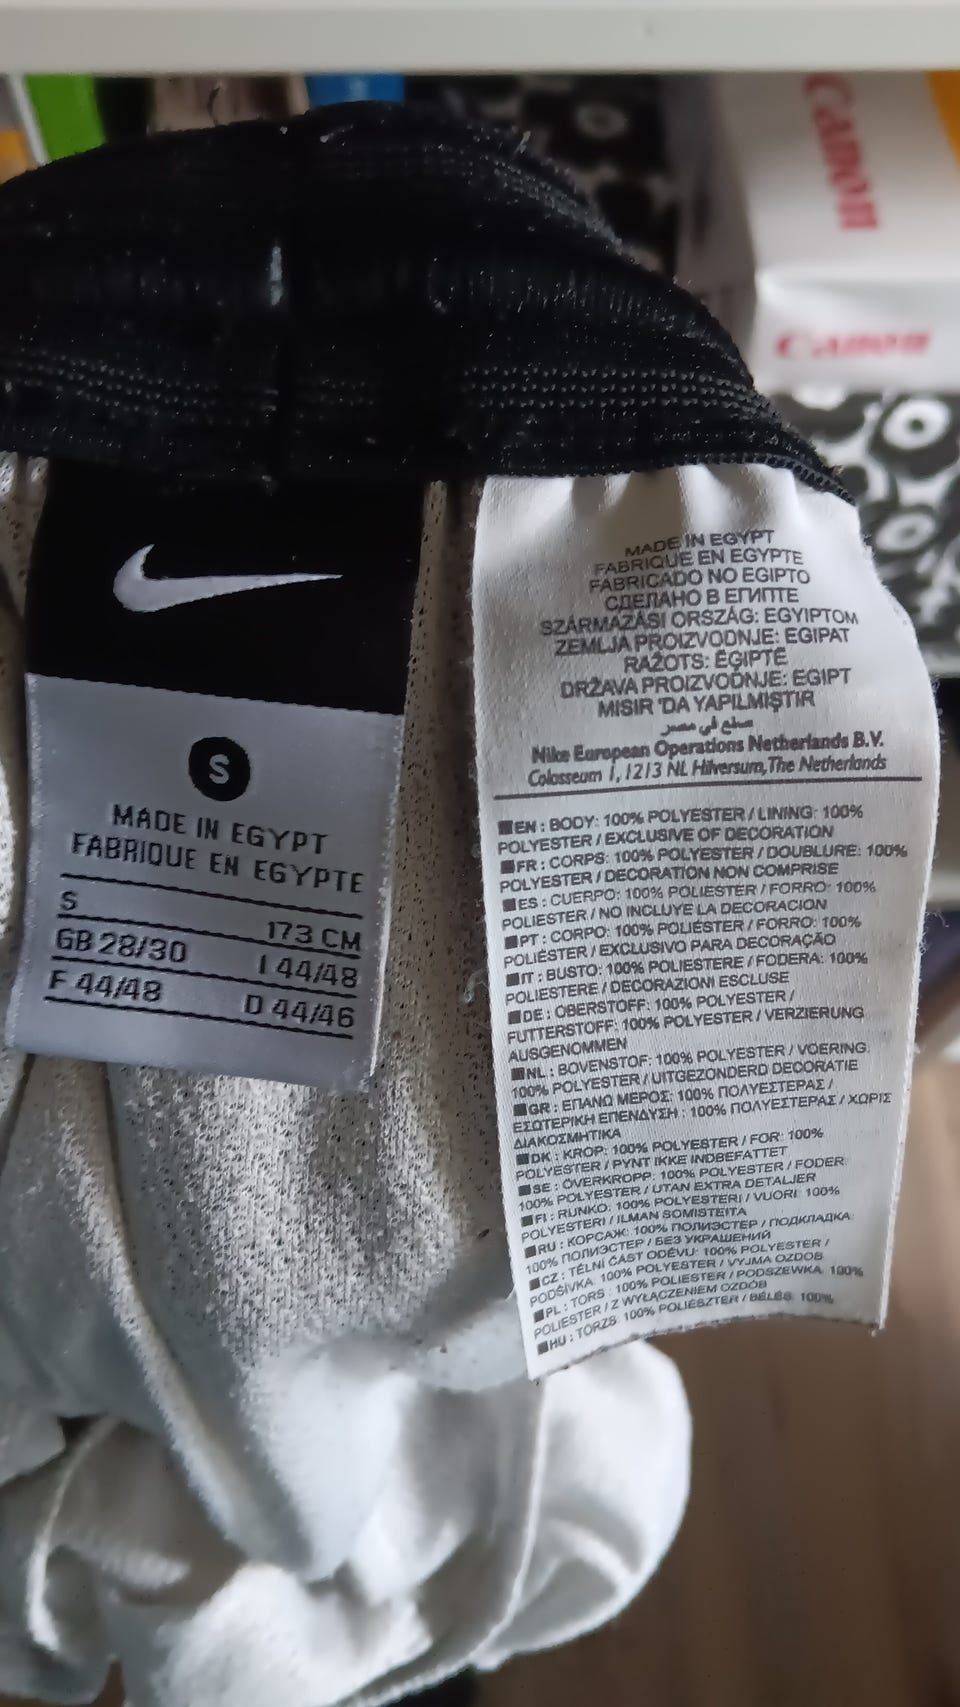 Canon
Canon
S
MADE IN EGYPT
FABRIQUE EN EGYPTE
S 173 CM
GB 28/30 I 44/48
F 44/48 D 44/46
MADE IN EGYPT
FABRIQUE EN EGYPTE
FABRICADO NO EGIPTO
СДЕЛАНО В ЕГИПТЕ
SZÁRMAZÁSI ORSZÁG: EGYIPTOM
ZEMLJA PROIZVODNJE: EGIPAT
RAŽOTS: ĒĢIPTĒ
DRŽAVA PROIZVODNJE: EGIPT
MISIR 'DA YAPILMIŞTIR
صنع في مصر
Nike European Operations Netherlands B.V.
Colosseum 1, 1213 NL Hilversum, The Netherlands
EN : BODY: 100% POLYESTER / LINING: 100%
POLYESTER / EXCLUSIVE OF DECORATION
FR : CORPS: 100% POLYESTER / DOUBLURE: 100%
POLYESTER / DECORATION NON COMPRISE
ES : CUERPO: 100% POLIESTER / FORRO: 100%
POLIESTER / NO INCLUYE LA DECORACION
PT : CORPO: 100% POLIÉSTER / FORRO: 100%
POLIÉSTER / EXCLUSIVO PARA DECORAÇÃO
IT : BUSTO: 100% POLIESTERE / FODERA: 100%
POLIESTERE / DECORAZIONI ESCLUSE
DE : OBERSTOFF: 100% POLYESTER /
FUTTERSTOFF: 100% POLYESTER / VERZIERUNG
AUSGENOMMEN
NL : BOVENSTOF: 100% POLYESTER / VOERING:
100% POLYESTER / UITGEZONDERD DECORATIE
GR : ΕΠΑΝΩ ΜΕΡΟΣ: 100% ΠΟΛΥΕΣΤΕΡΑΣ /
ΕΣΩΤΕΡΙΚΗ ΕΠΕΝΔΥΣΗ : 100% ΠΟΛΥΕΣΤΕΡΑΣ / ΧΩΡΙΣ
ΔΙΑΚΟΣΜΗΤΙΚΑ
DK : KROP: 100% POLYESTER / FOR: 100%
POLYESTER / PYNT IKKE INDBEFATTET
SE : ÖVERKROPP: 100% POLYESTER / FODER:
100% POLYESTER / UTAN EXTRA DETALJER
FI : RUNKO: 100% POLYESTERI / VUORI: 100%
POLYESTERI / ILMAN SOMISTEITA
RU : КОРСАЖ: 100% ПОЛИЭСТЕР / ПОДКЛАДКА:
100% ПОЛИЭСТЕР / БЕЗ УКРАШЕНИЙ
CZ : TĚLNÍ ČÁST ODĚVU: 100% POLYESTER /
PODŠÍVKA: 100% POLYESTER / VYJMA OZDOB
PL : TORS : 100% POLIESTER / PODSZEWKA: 100%
POLIESTER / Z WYŁĄCZENIEM OZDÓB
HU : TÖRZS: 100% POLIÉSZTER / BÉLÉS: 100%